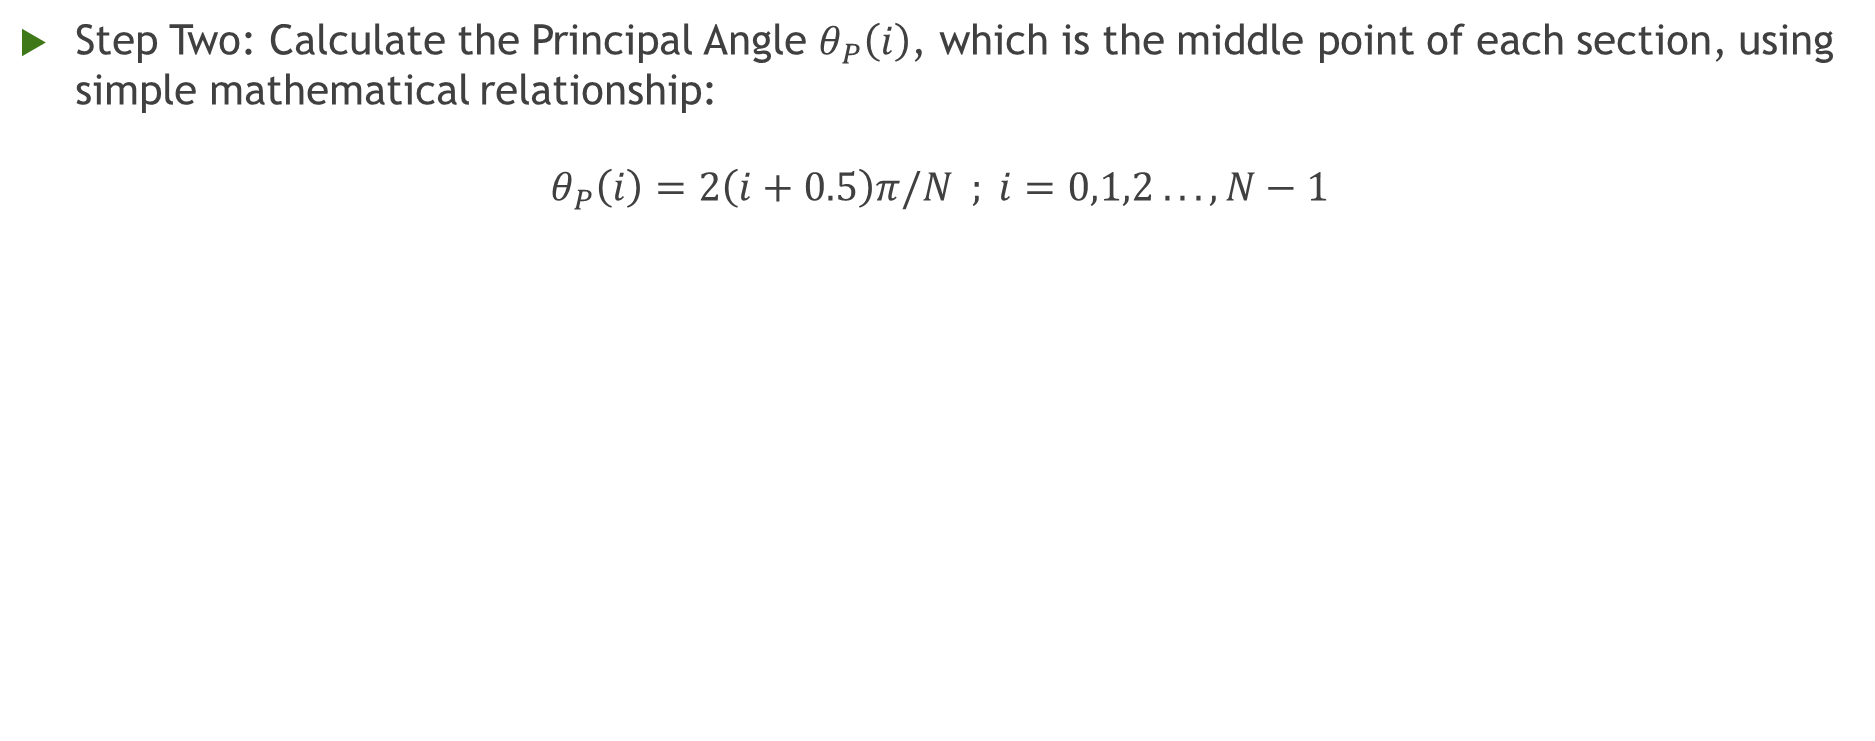 Step Two: Calculate the Principal Angle θ_P(i), which is the middle point of each section, using
simple mathematical relationship:
θ_P(i) = 2(i + 0.5)π/N ; i = 0,1,2 ..., N − 1